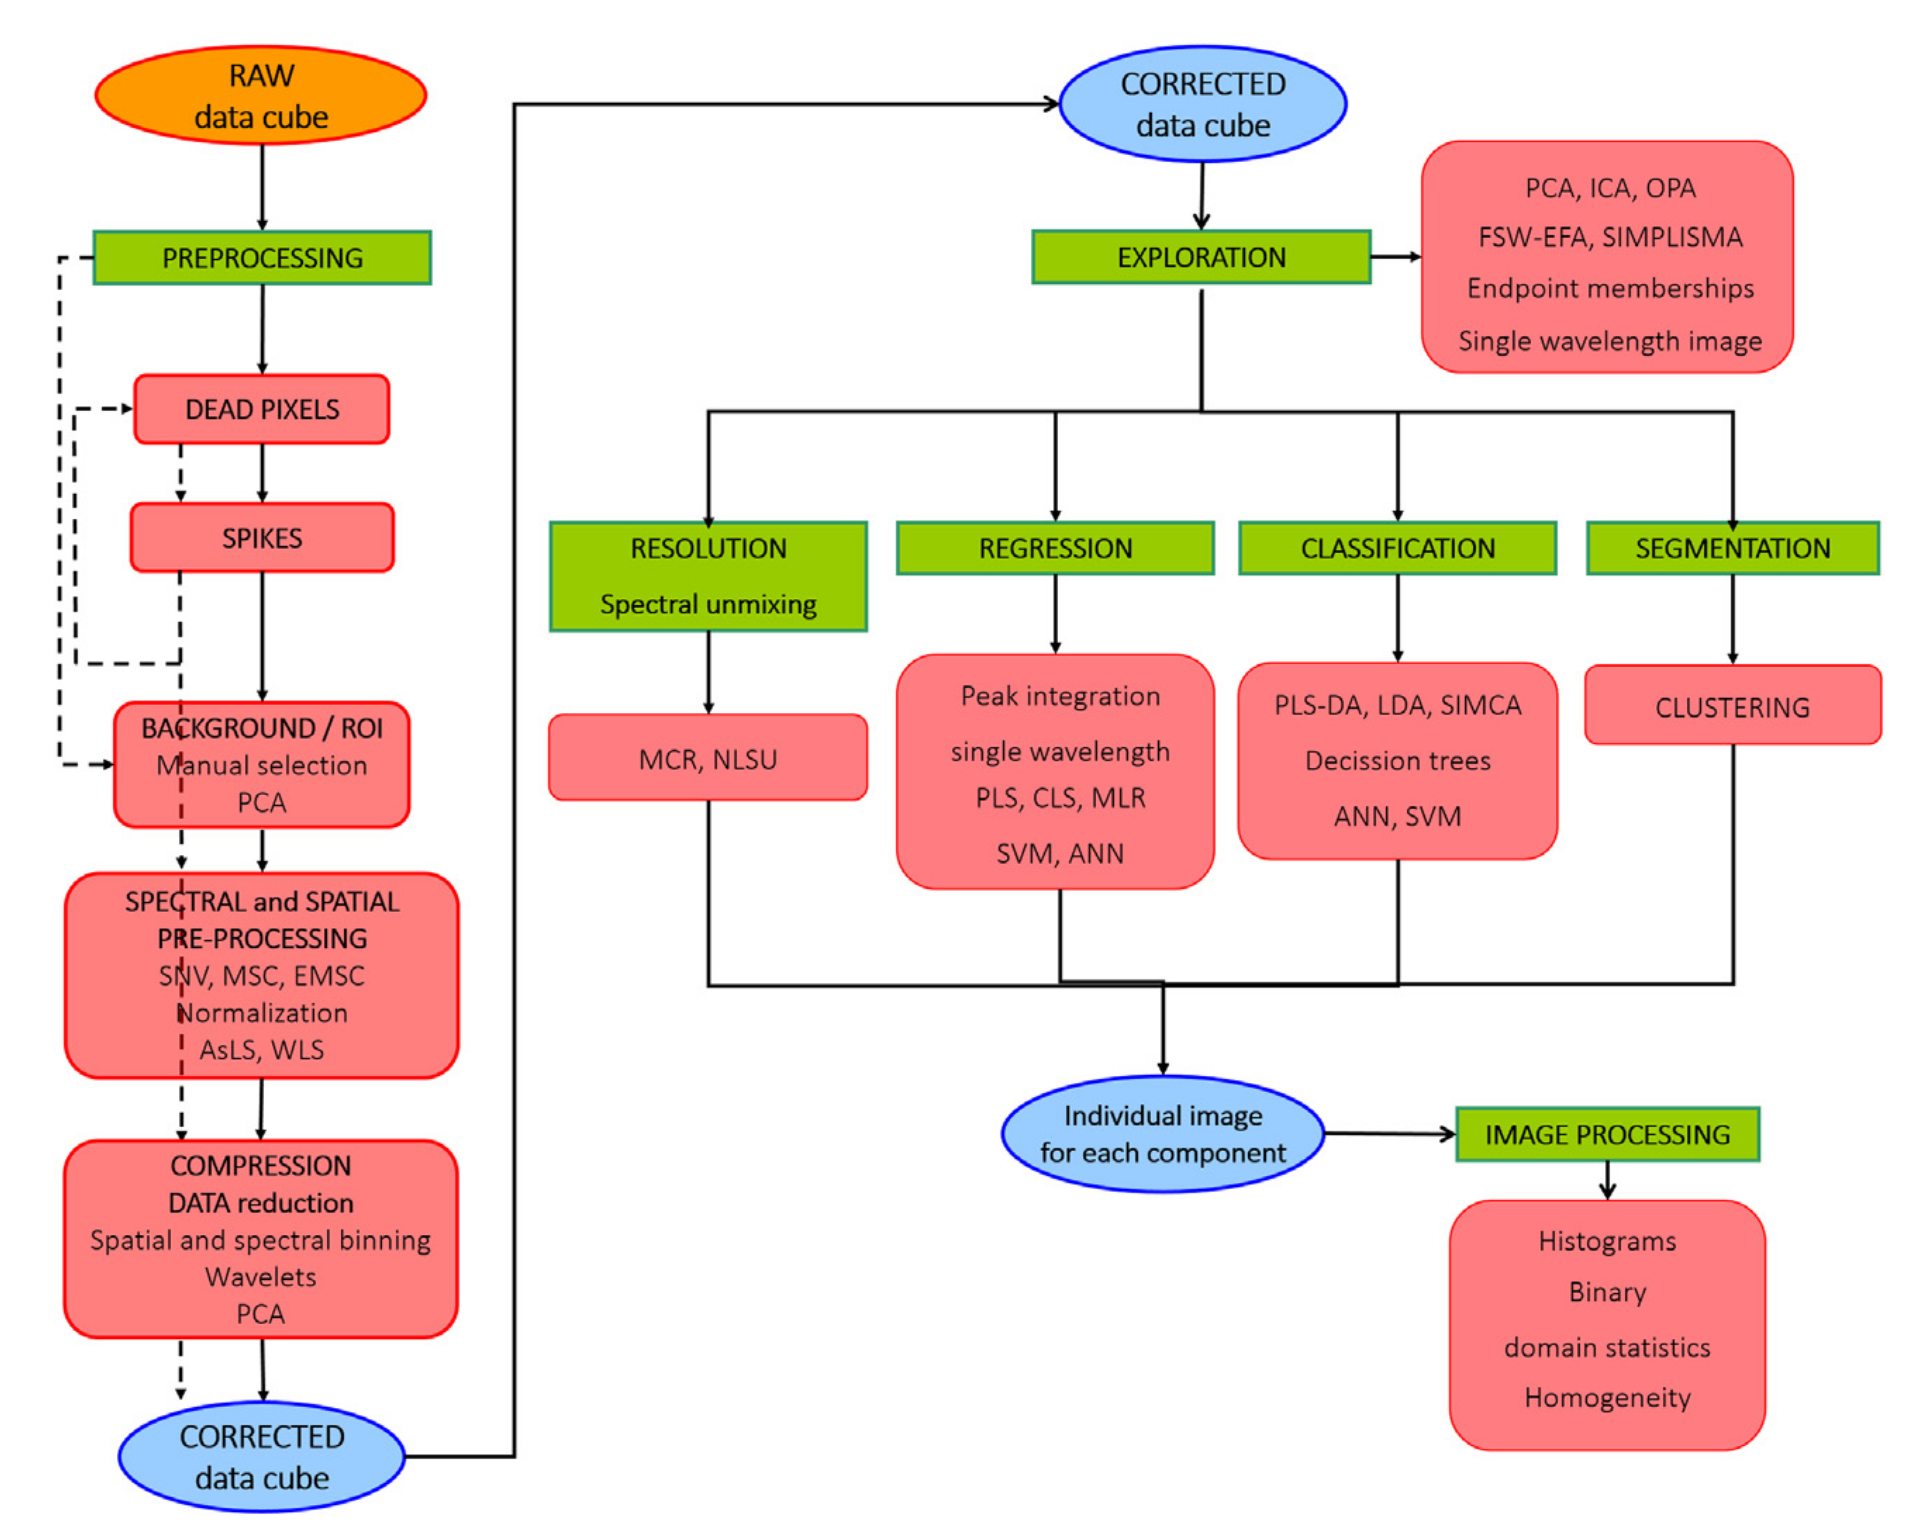 RAW
data cube
PREPROCESSING
DEAD PIXELS
SPIKES
BACKGROUND / ROI
Manual selection
PCA
SPECTRAL and SPATIAL
PRE-PROCESSING
SNV, MSC, EMSC
Normalization
AsLS, WLS
COMPRESSION
DATA reduction
Spatial and spectral binning
Wavelets
PCA
CORRECTED
data cube
CORRECTED
data cube
EXPLORATION
PCA, ICA, OPA
FSW-EFA, SIMPLISMA
Endpoint memberships
Single wavelength image
RESOLUTION
Spectral unmixing
MCR, NLSU
REGRESSION
Peak integration
single wavelength
PLS, CLS, MLR
SVM, ANN
CLASSIFICATION
PLS-DA, LDA, SIMCA
Decission trees
ANN, SVM
SEGMENTATION
CLUSTERING
Individual image
for each component
IMAGE PROCESSING
Histograms
Binary
domain statistics
Homogeneity